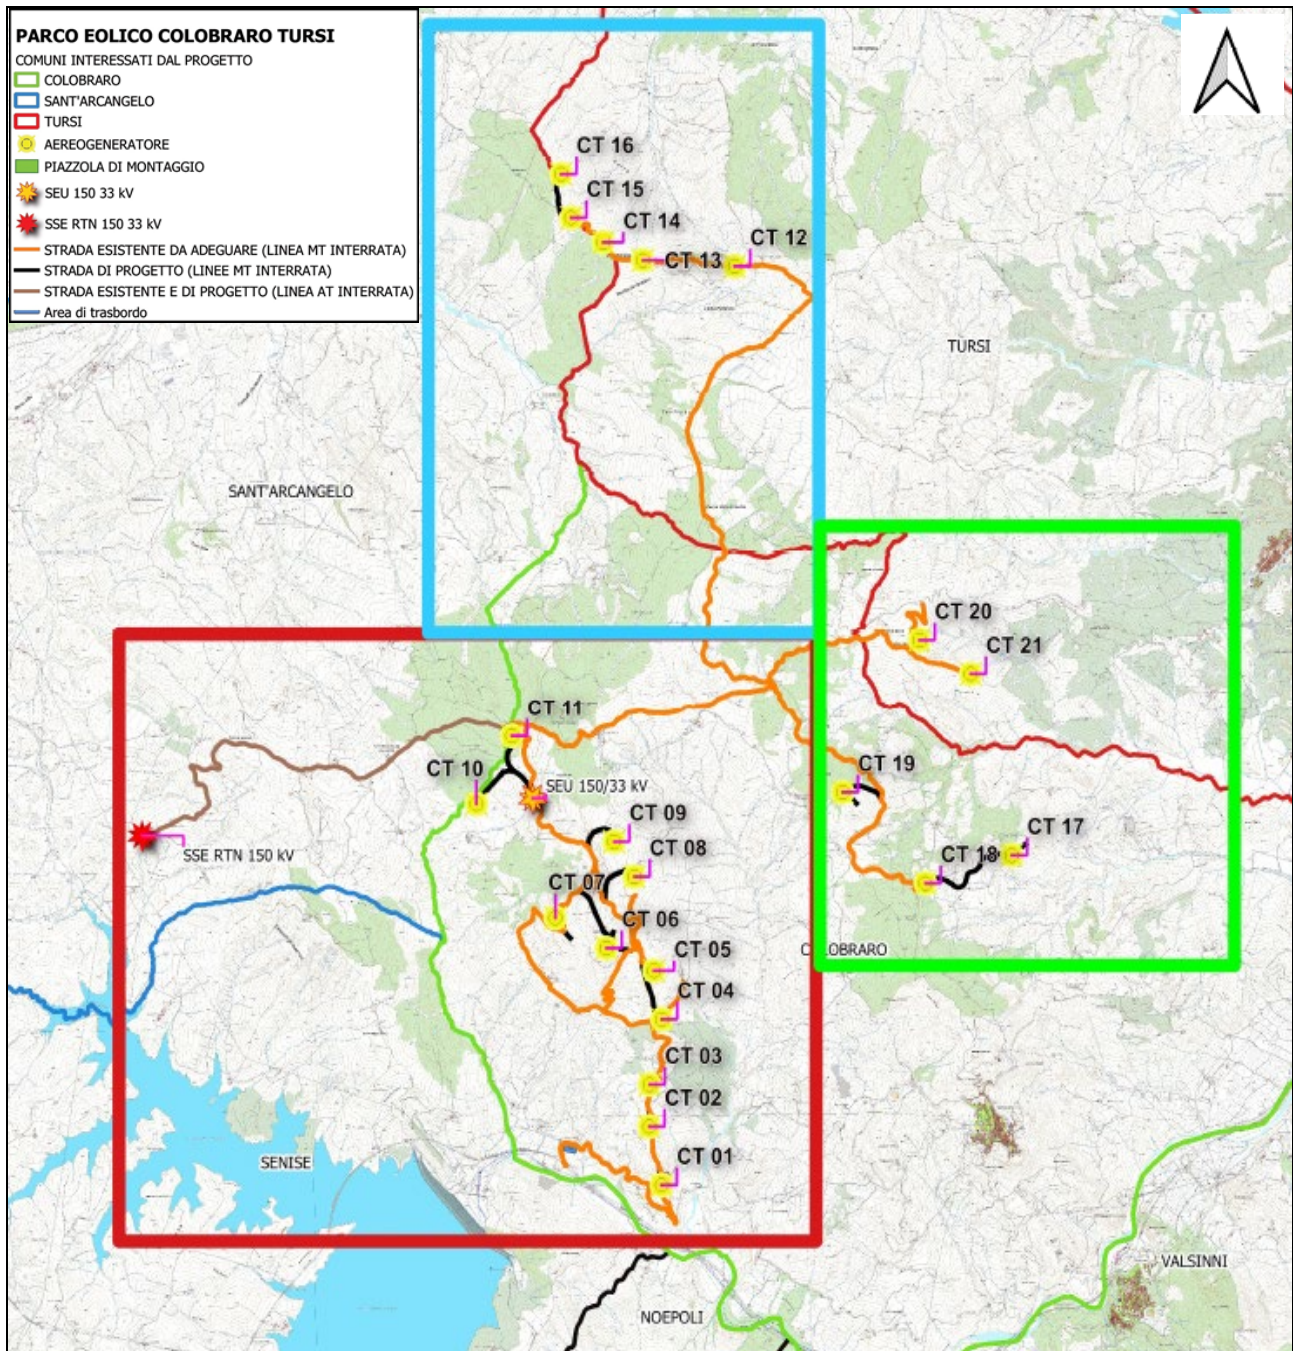 PARCO EOLICO COLOBRARO TURSI
COMUNI INTERESSATI DAL PROGETTO
COLOBRARO
SANT'ARCANGELO
TURSI
AEREOGENERATORE
PIAZZOLA DI MONTAGGIO
SEU 150 33 kV
SSE RTN 150 33 kV
STRADA ESISTENTE DA ADEGUARE (LINEA MT INTERRATA)
STRADA DI PROGETTO (LINEE MT INTERRATA)
STRADA ESISTENTE E DI PROGETTO (LINEA AT INTERRATA)
Area di trasbordo
CT 16
CT 15
CT 14
CT 12
CT 13
TURSI
SANT'ARCANGELO
CT 20
CT 21
CT 11
CT 10
SEU 150/33 kV
CT 19
CT 09
CT 17
CT 08
SSE RTN 150 kV
CT 18
CT 07
CT 06
CT 05
COLOBRARO
CT 04
CT 03
CT 02
CT 01
SENISE
VALSINNI
NOEPOLI